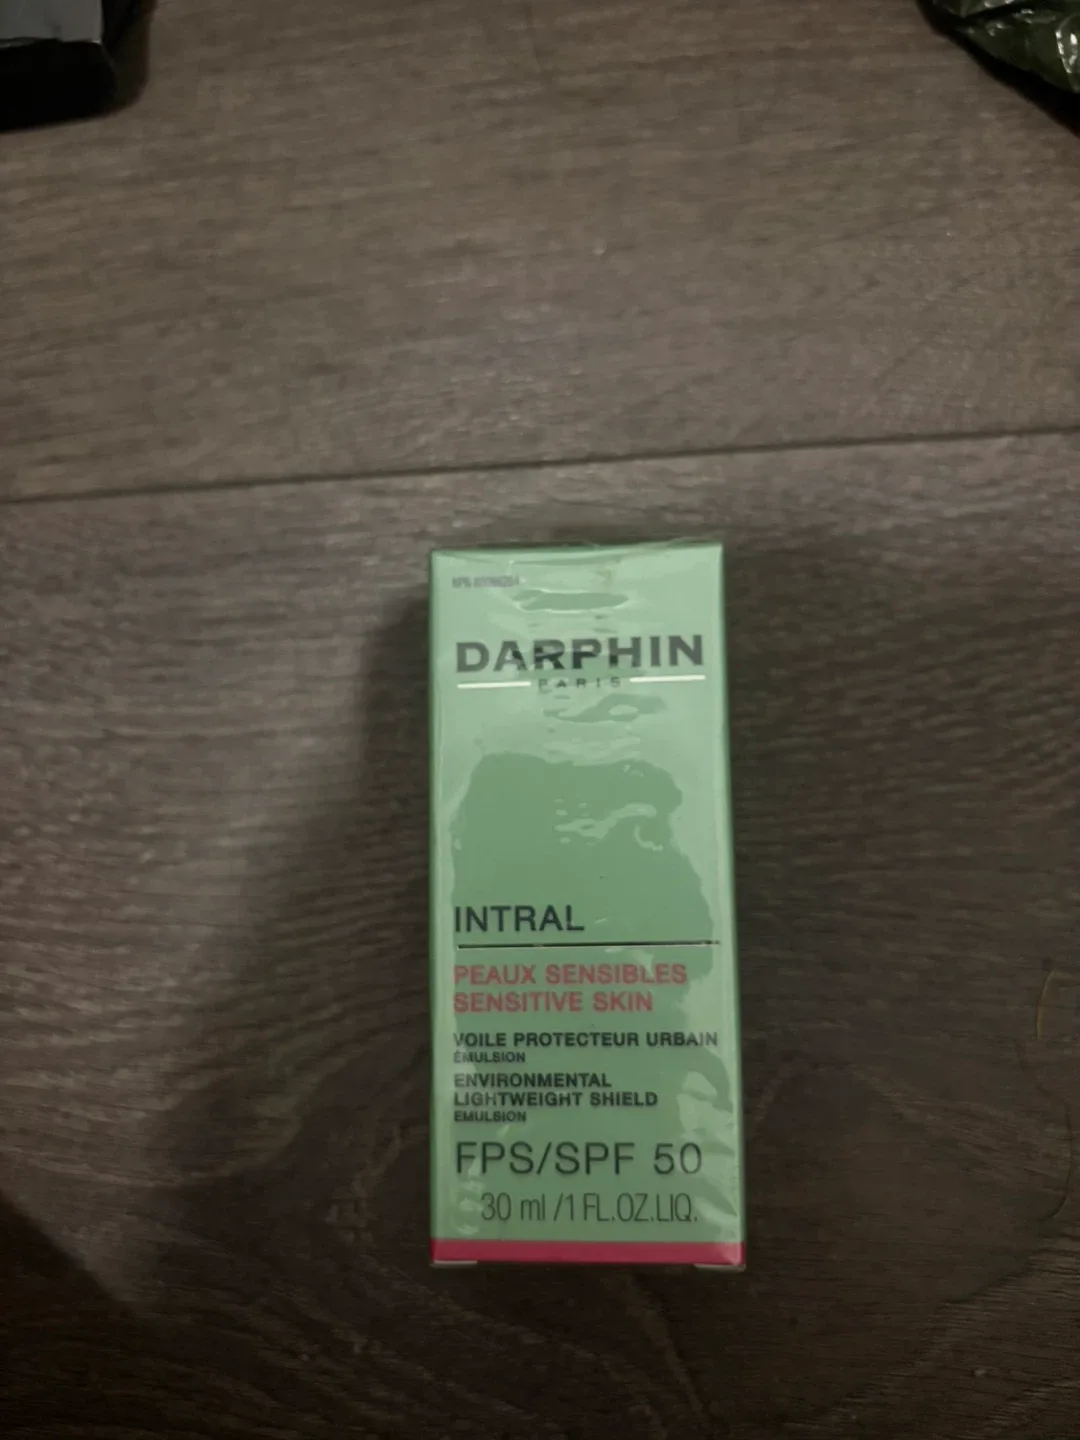 DARPHIN
PARIS
INTRAL
PEAUX SENSIBLES
SENSITIVE SKIN
VOILE PROTECTEUR URBAIN
ÉMULSION
ENVIRONMENTAL
LIGHTWEIGHT SHIELD
EMULSION
FPS/SPF 50
30 ml /1 FL.OZ.LIQ.